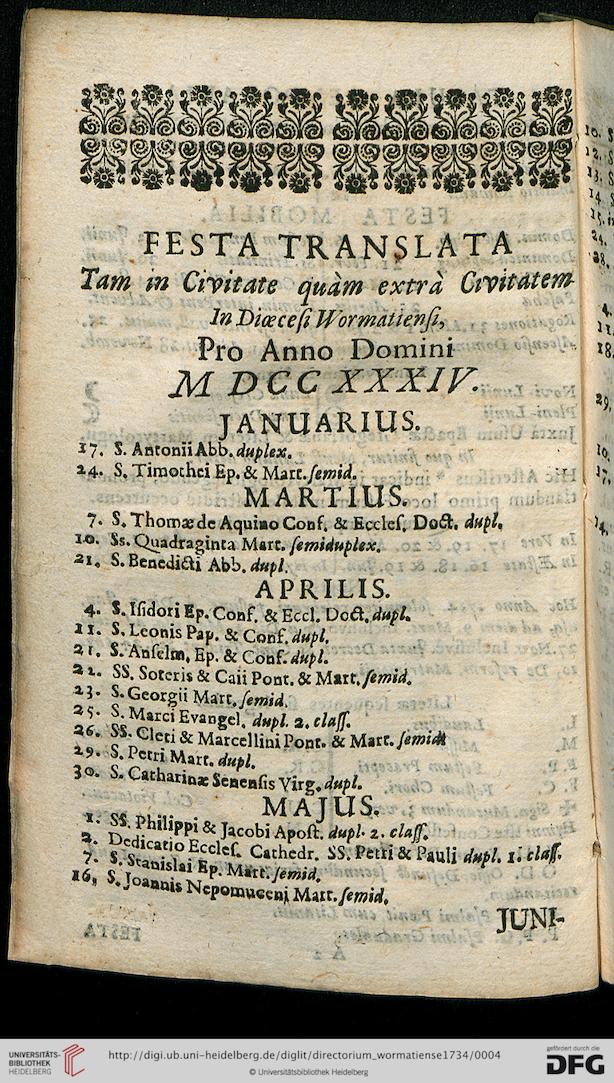 FESTA TRANSLATA
Tam in Civitate quàm extrà Civitatem
In Diœcesi Wormatiensi,
Pro Anno Domini
M DCC XXXIV.
JANUARIUS.
17. S. Antonii Abb. duplex.
24. S. Timothei Ep. & Mart. semid.
MARTIUS.
7. S. Thomæ de Aquino Conf. & Eccles. Doct. dupl.
10. Ss. Quadraginta Mart. semiduplex.
21. S. Benedicti Abb. dupl.
APRILIS.
4. S. Isidori Ep. Conf. & Eccl. Doct. dupl.
11. S. Leonis Pap. & Conf. dupl.
21. S. Anselm. Ep. & Conf. dupl.
22. SS. Soteris & Caii Pont. & Mart. semid.
23. S. Georgii Mart. semid.
25. S. Marci Evangel. dupl. 2. class.
26. SS. Cleti & Marcellini Pont. & Mart. semid
29. S. Petri Mart. dupl.
30. S. Catharinæ Senensis Virg. dupl.
MAJUS.
1. SS. Philippi & Jacobi Apost. dupl. 2. class.
2. Dedicatio Eccles. Cathedr. SS. Petri & Pauli dupl. 1. class.
7. S. Stanislai Ep. Mart. semid.
16. S. Joannis Nepomuceni Mart. semid.
JUNI-
UNIVERSITÄTS-
BIBLIOTHEK
HEIDELBERG
http://digi.ub.uni-heidelberg.de/diglit/directorium_wormatiense1734/0004
© Universitätsbibliothek Heidelberg
gefördert durch die
DFG